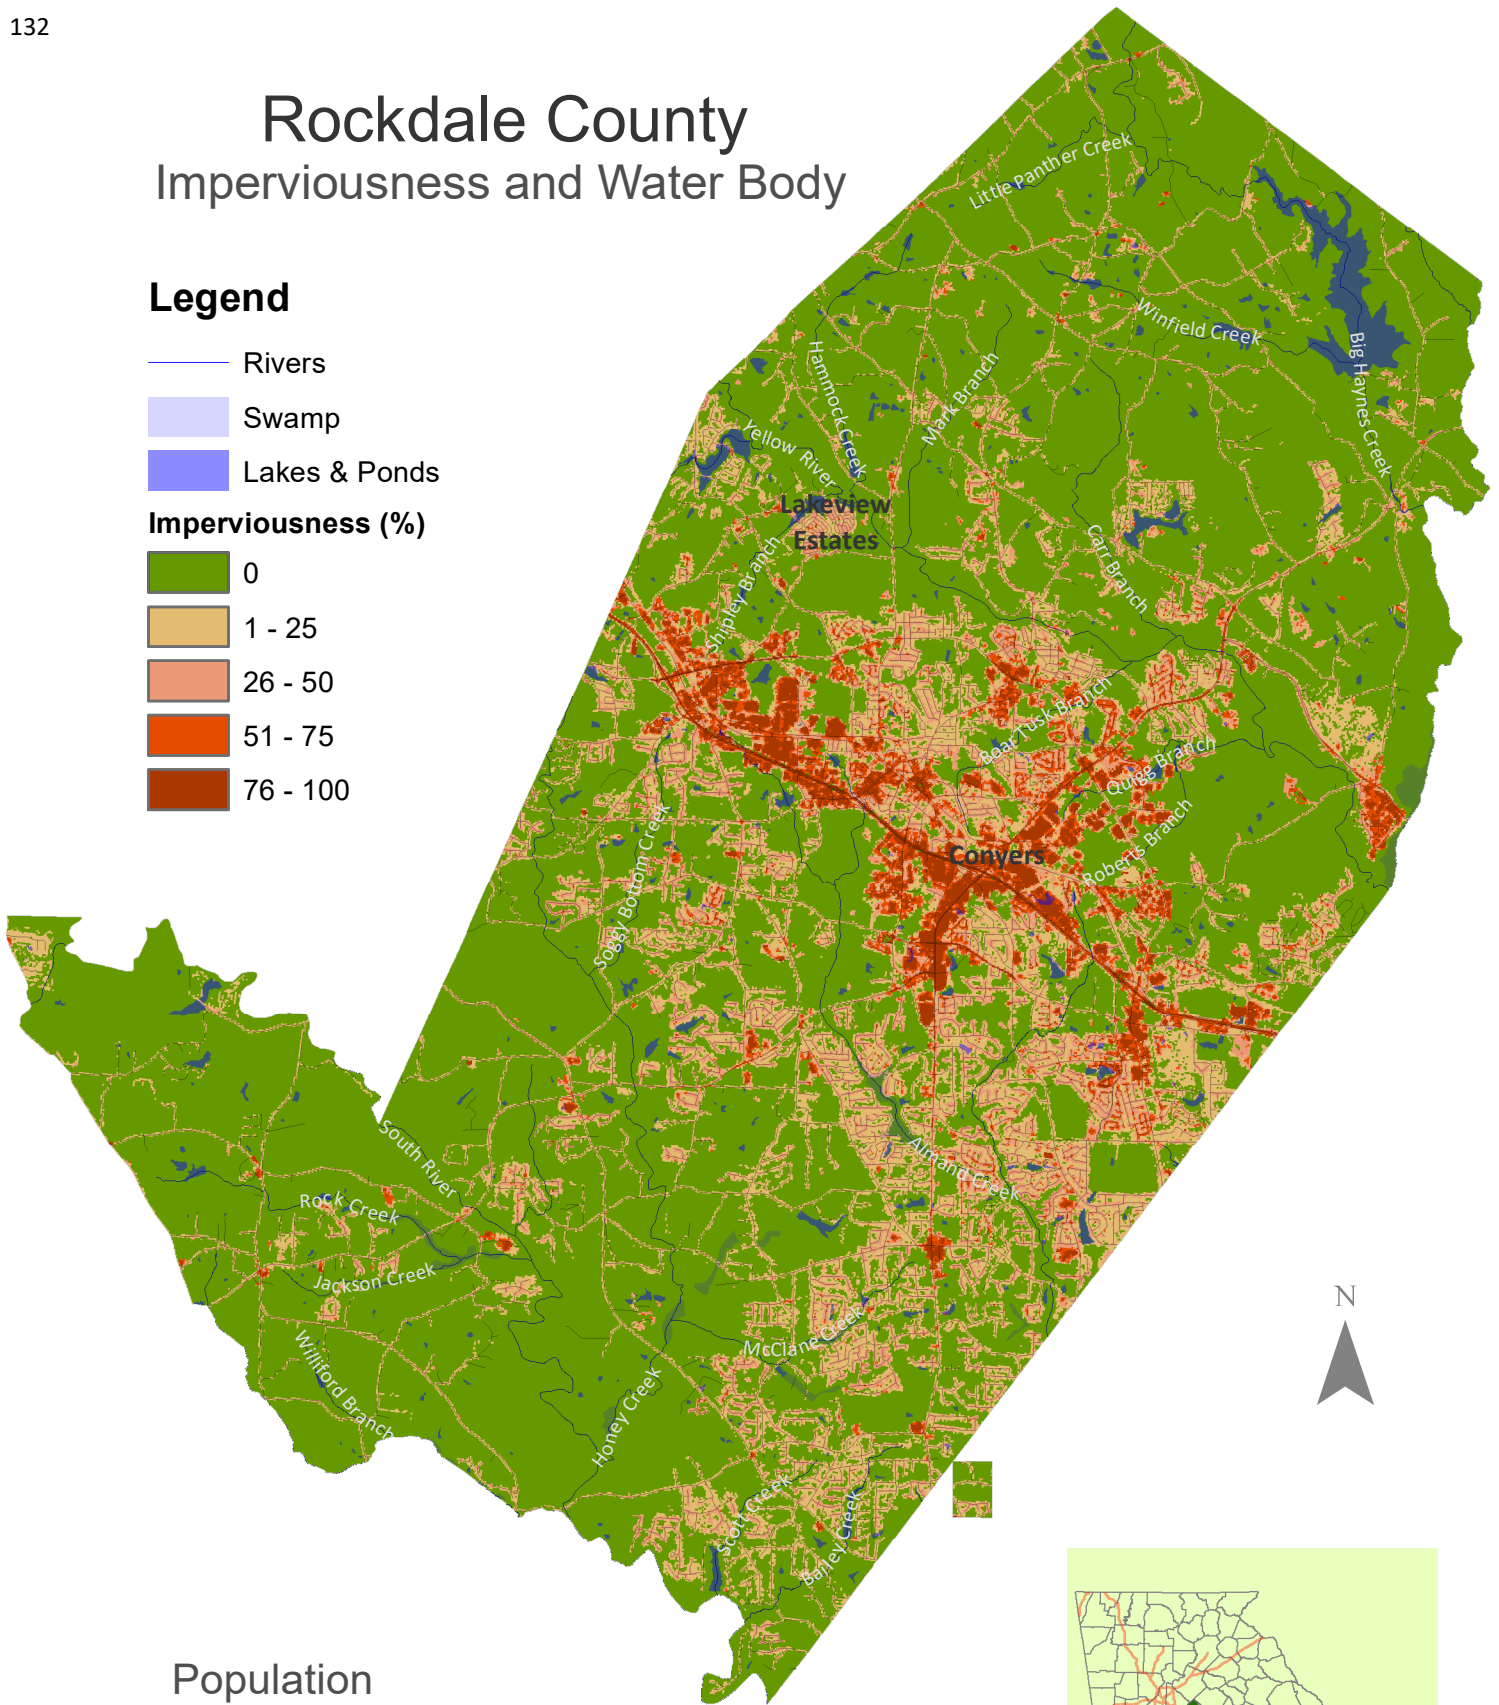 132
Rockdale County
Imperviousness and Water Body
Legend
Rivers
Swamp
Lakes & Ponds
Imperviousness (%)
0
1 - 25
26 - 50
51 - 75
76 - 100
Little Panther Creek
Winfield Creek
Big Haynes Creek
Hammock Creek
Mark Branch
Yellow River
Lakeview
Estates
Carr Branch
Shipley Branch
Boar Tusk Branch
Quigg Branch
Roberts Branch
Conyers
Soggy Bottom Creek
South River
Almand Creek
Rock Creek
Jackson Creek
Williford Branch
McClane Creek
Honey Creek
Scott Creek
Bailey Creek
N
Population